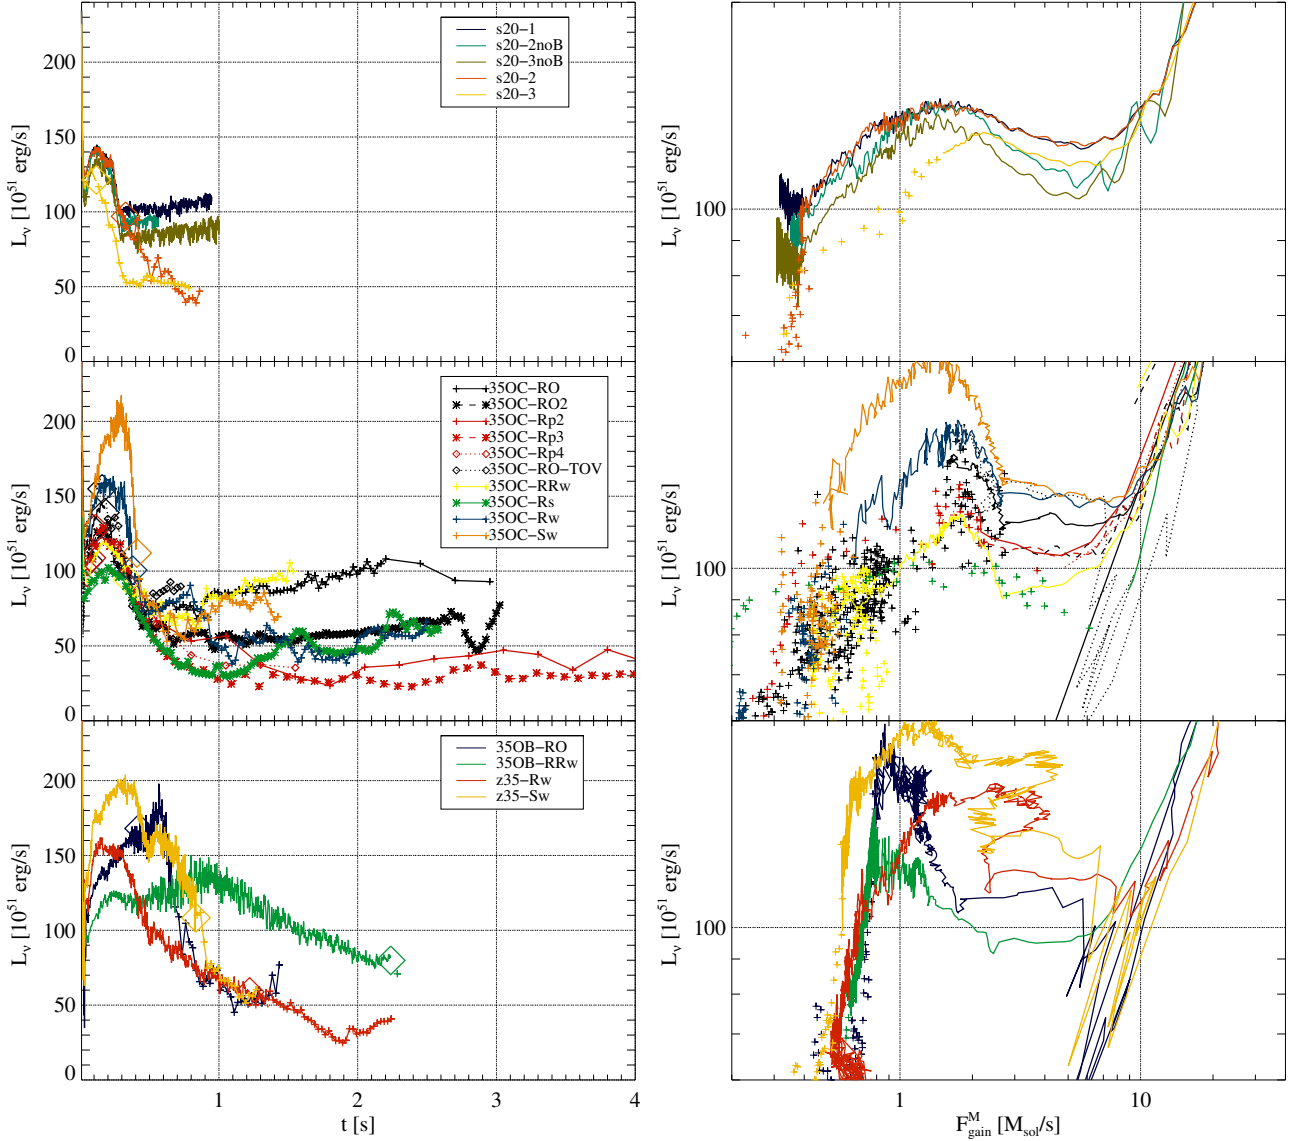 L_ν [10^51 erg/s]
200
150
100
50
0
s20−1
s20−2noB
s20−3noB
s20−2
s20−3
L_ν [10^51 erg/s]
100
L_ν [10^51 erg/s]
200
150
100
50
0
35OC−RO
35OC−RO2
35OC−Rp2
35OC−Rp3
35OC−Rp4
35OC−RO−TOV
35OC−RRw
35OC−Rs
35OC−Rw
35OC−Sw
L_ν [10^51 erg/s]
100
L_ν [10^51 erg/s]
200
150
100
50
0
35OB−RO
35OB−RRw
z35−Rw
z35−Sw
1 2 3 4
t [s]
L_ν [10^51 erg/s]
100
1 10
F^M_gain [M_sol/s]